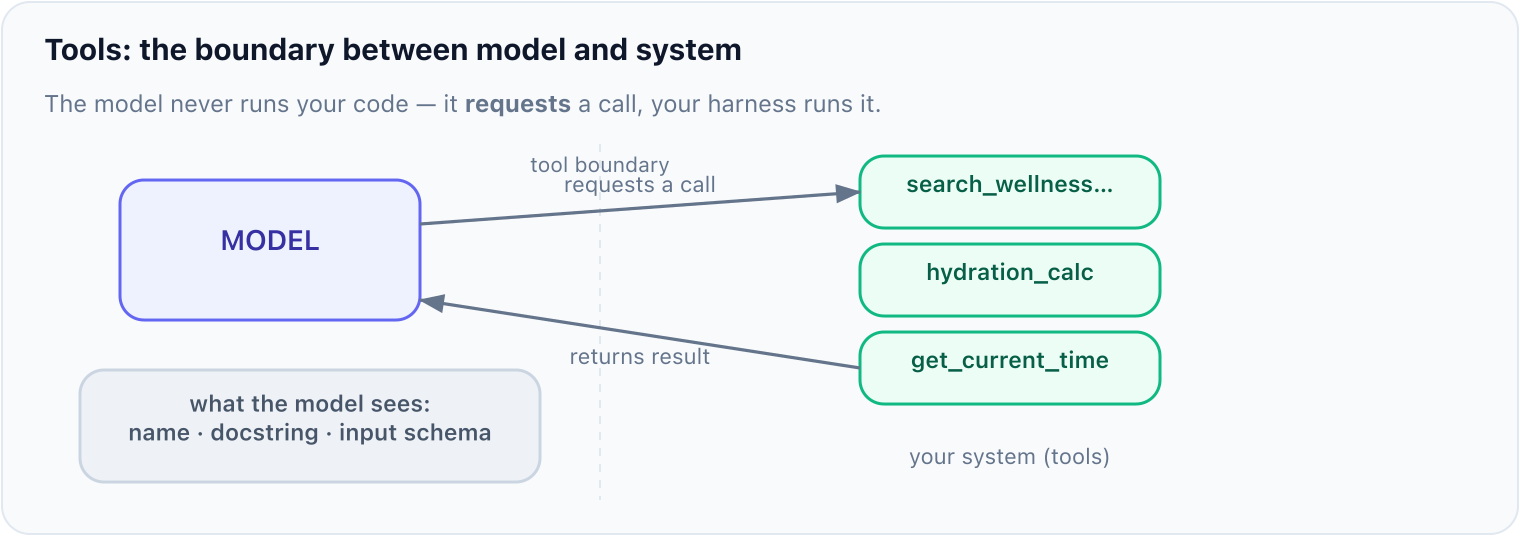 Tools: the boundary between model and system
The model never runs your code — it requests a call, your harness runs it.
tool boundary
requests a call
MODEL
search_wellness...
hydration_calc
get_current_time
returns result
what the model sees:
name · docstring · input schema
your system (tools)